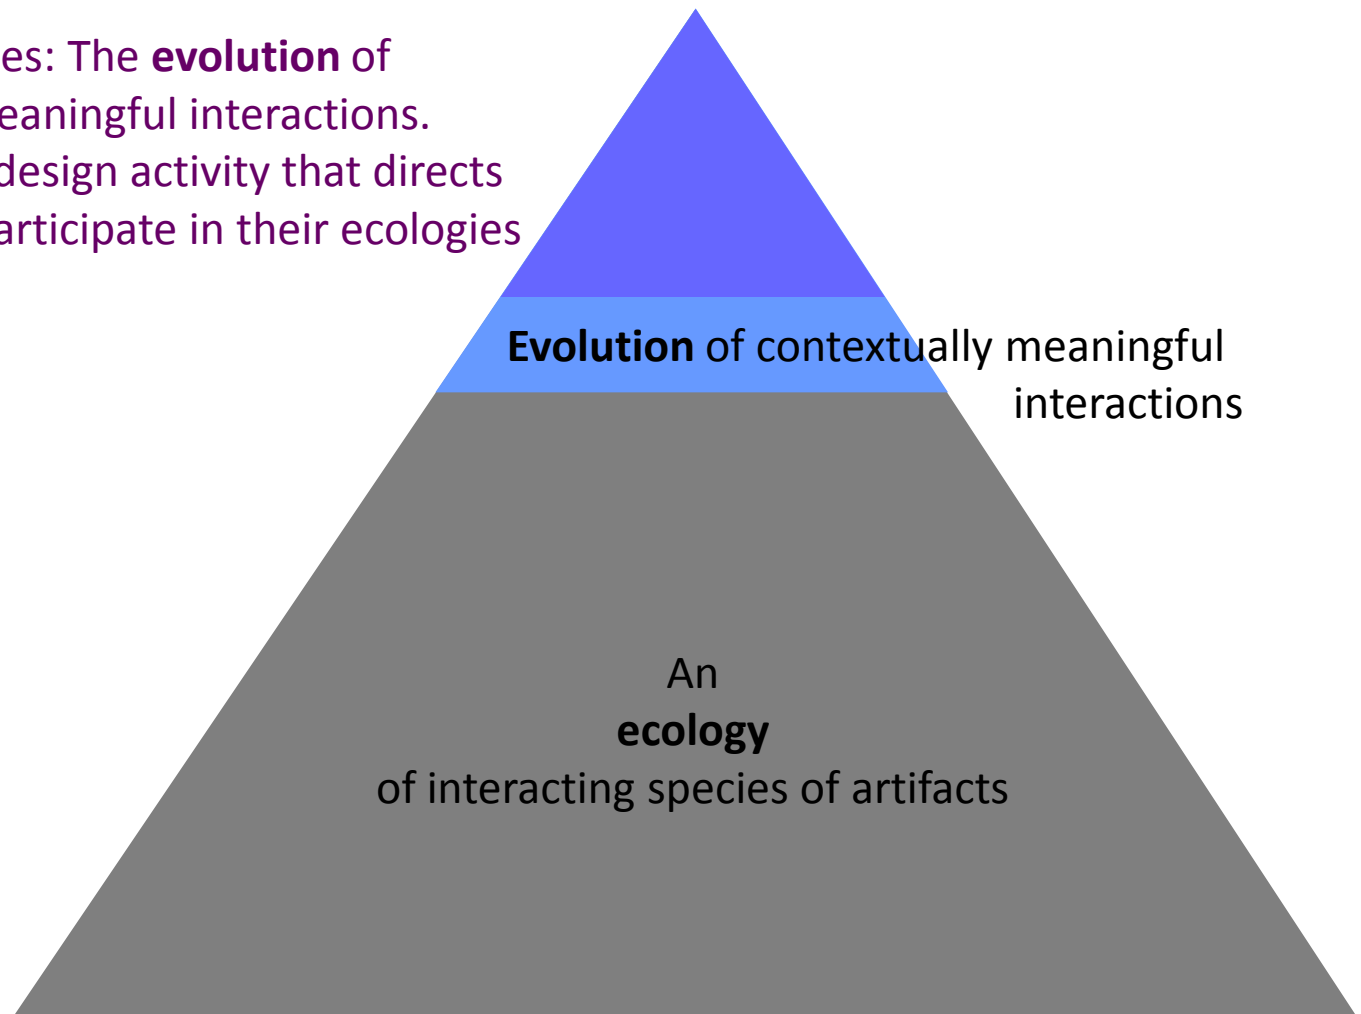 es: The evolution of
eaningful interactions.
design activity that directs
articipate in their ecologies
Evolution of contextually meaningful
interactions
An
ecology
of interacting species of artifacts